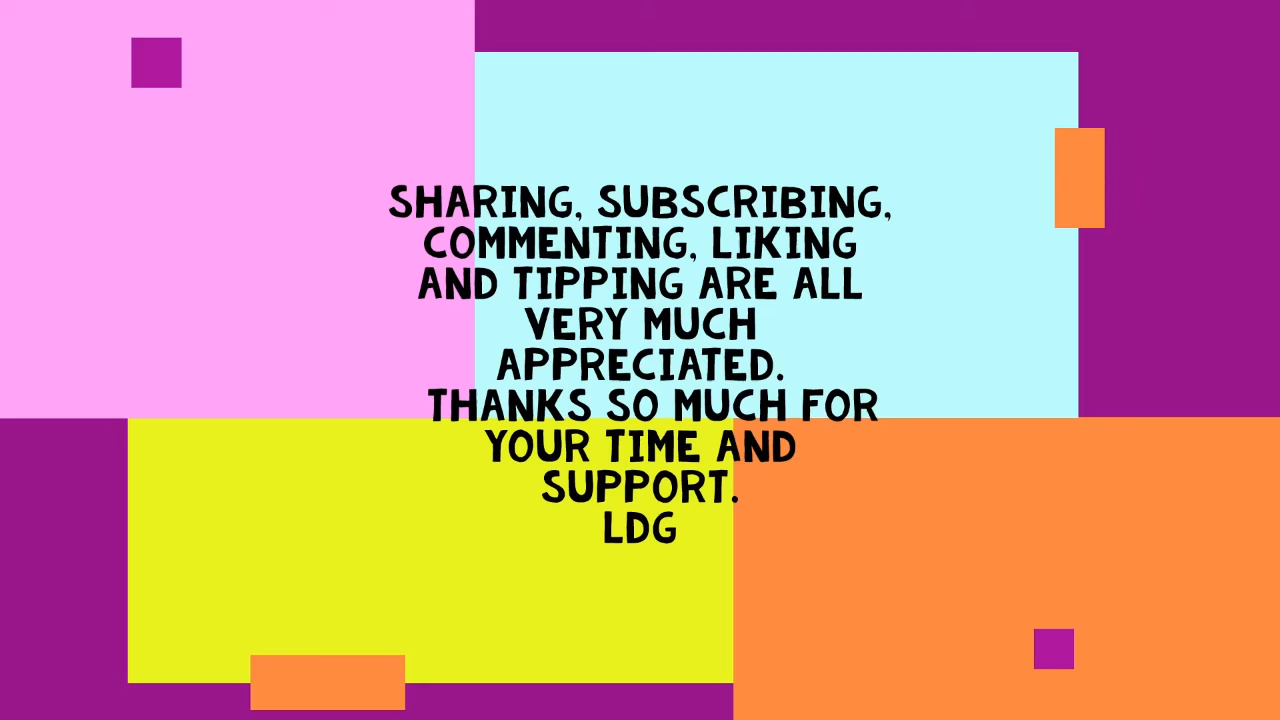 SHARING, SUBSCRIBING,
COMMENTING, LIKING
AND TIPPING ARE ALL
VERY MUCH
APPRECIATED.
THANKS SO MUCH FOR
YOUR TIME AND
SUPPORT.
LDG